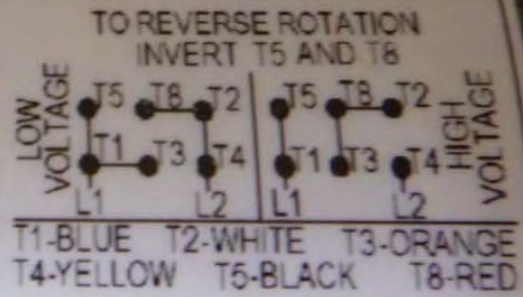 TO REVERSE ROTATION
INVERT T5 AND T8
LOW VOLTAGE
T5 T8 T2
T1 T3 T4
L1 L2
T5 T8 T2
T1 T3 T4
L1 L2
HIGH VOLTAGE
T1-BLUE T2-WHITE T3-ORANGE
T4-YELLOW T5-BLACK T8-RED